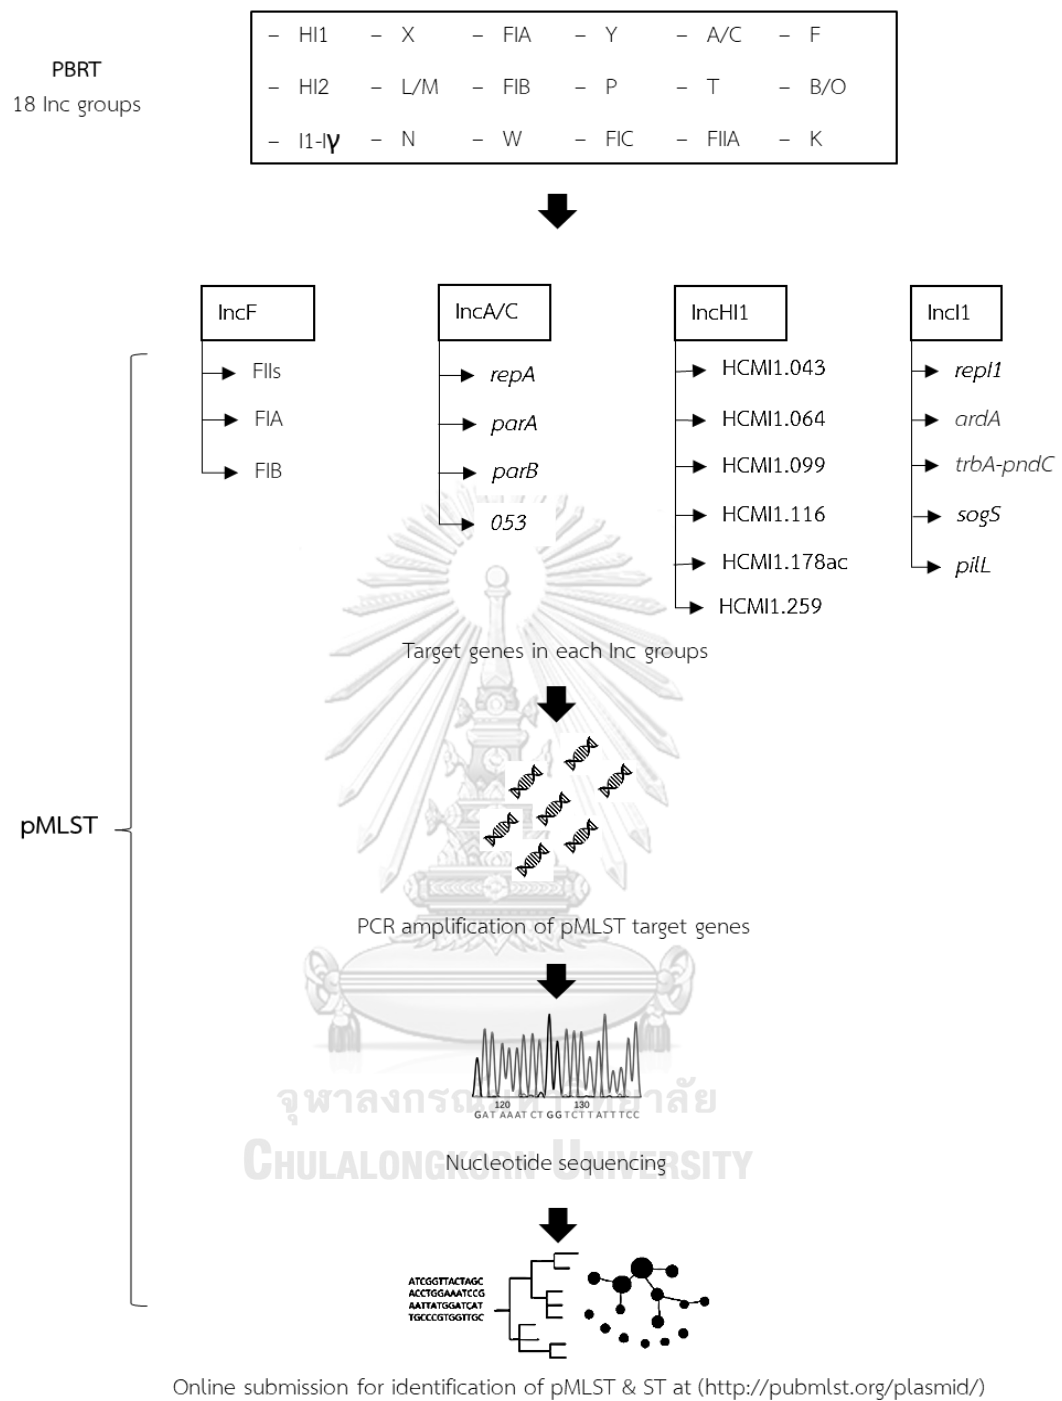 – HI1 – X – FIA – Y – A/C – F
PBRT
– HI2 – L/M – FIB – P – T – B/O
18 Inc groups
– I1-Iγ – N – W – FIC – FIIA – K
IncF IncA/C IncHI1 IncI1
FIIs repA HCMI1.043 repI1
FIA parA HCMI1.064 ardA
FIB parB HCMI1.099 trbA-pndC
053 HCMI1.116 sogS
HCMI1.178ac pilL
HCMI1.259
Target genes in each Inc groups
pMLST
PCR amplification of pMLST target genes
จุฬาลงกรณ์มหาวิทยาลัย
120 130
GAT AAAT CT GGTCTT ATTTCC
CHULALONGKORN UNIVERSITY
Nucleotide sequencing
ATCGGTTACTAGC
ACCTGGAAATCCG
AATTATGGATCAT
TGCCCGTGGTTGC
Online submission for identification of pMLST & ST at (http://pubmlst.org/plasmid/)